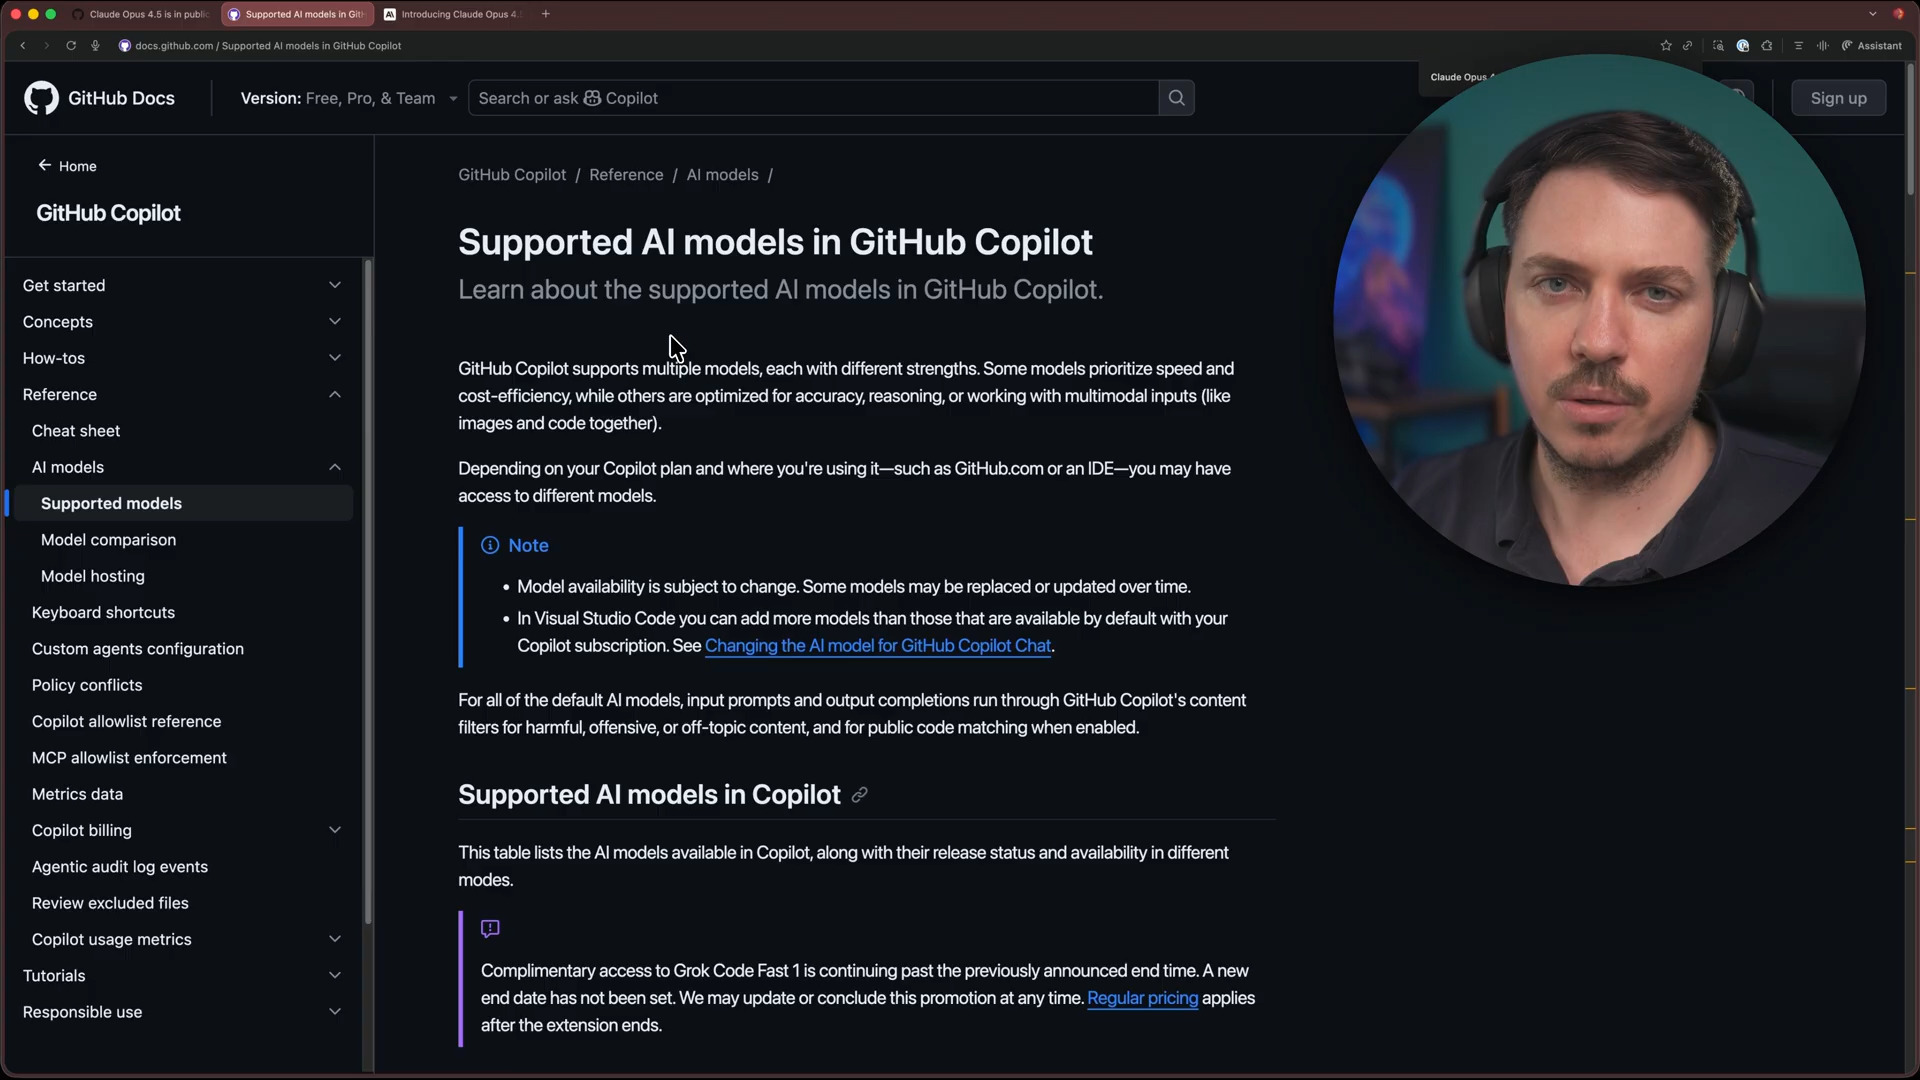 Claude Opus 4.5 is in public
Supported AI models in GitH
Introducing Claude Opus 4.
docs.github.com / Supported AI models in GitHub Copilot
Assistant
Claude Opus
GitHub Docs
Version: Free, Pro, & Team
Search or ask Copilot
Sign up
Home
GitHub Copilot
Get started
Concepts
How-tos
Reference
Cheat sheet
AI models
Supported models
Model comparison
Model hosting
Keyboard shortcuts
Custom agents configuration
Policy conflicts
Copilot allowlist reference
MCP allowlist enforcement
Metrics data
Copilot billing
Agentic audit log events
Review excluded files
Copilot usage metrics
Tutorials
Responsible use
GitHub Copilot / Reference / AI models /
Supported AI models in GitHub Copilot
Learn about the supported AI models in GitHub Copilot.
GitHub Copilot supports multiple models, each with different strengths. Some models prioritize speed and
cost-efficiency, while others are optimized for accuracy, reasoning, or working with multimodal inputs (like
images and code together).
Depending on your Copilot plan and where you're using it—such as GitHub.com or an IDE—you may have
access to different models.
Note
• Model availability is subject to change. Some models may be replaced or updated over time.
• In Visual Studio Code you can add more models than those that are available by default with your
Copilot subscription. See Changing the AI model for GitHub Copilot Chat.
For all of the default AI models, input prompts and output completions run through GitHub Copilot's content
filters for harmful, offensive, or off-topic content, and for public code matching when enabled.
Supported AI models in Copilot
This table lists the AI models available in Copilot, along with their release status and availability in different
modes.
Complimentary access to Grok Code Fast 1 is continuing past the previously announced end time. A new
end date has not been set. We may update or conclude this promotion at any time. Regular pricing applies
after the extension ends.